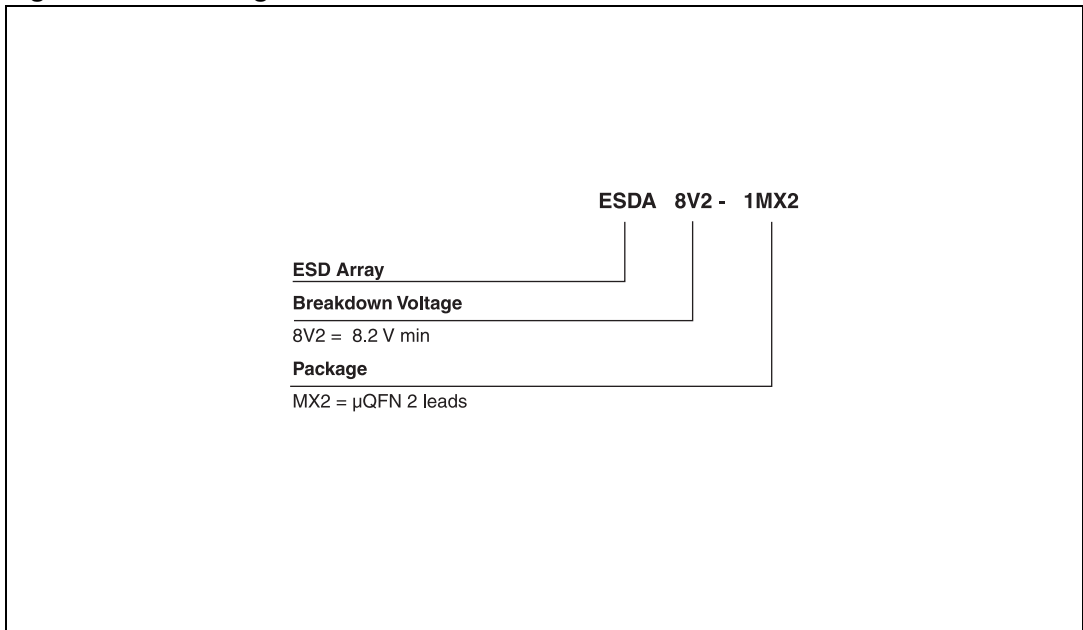 ESDA 8V2 - 1MX2
ESD Array
Breakdown Voltage
8V2 = 8.2 V min
Package
MX2 = µQFN 2 leads